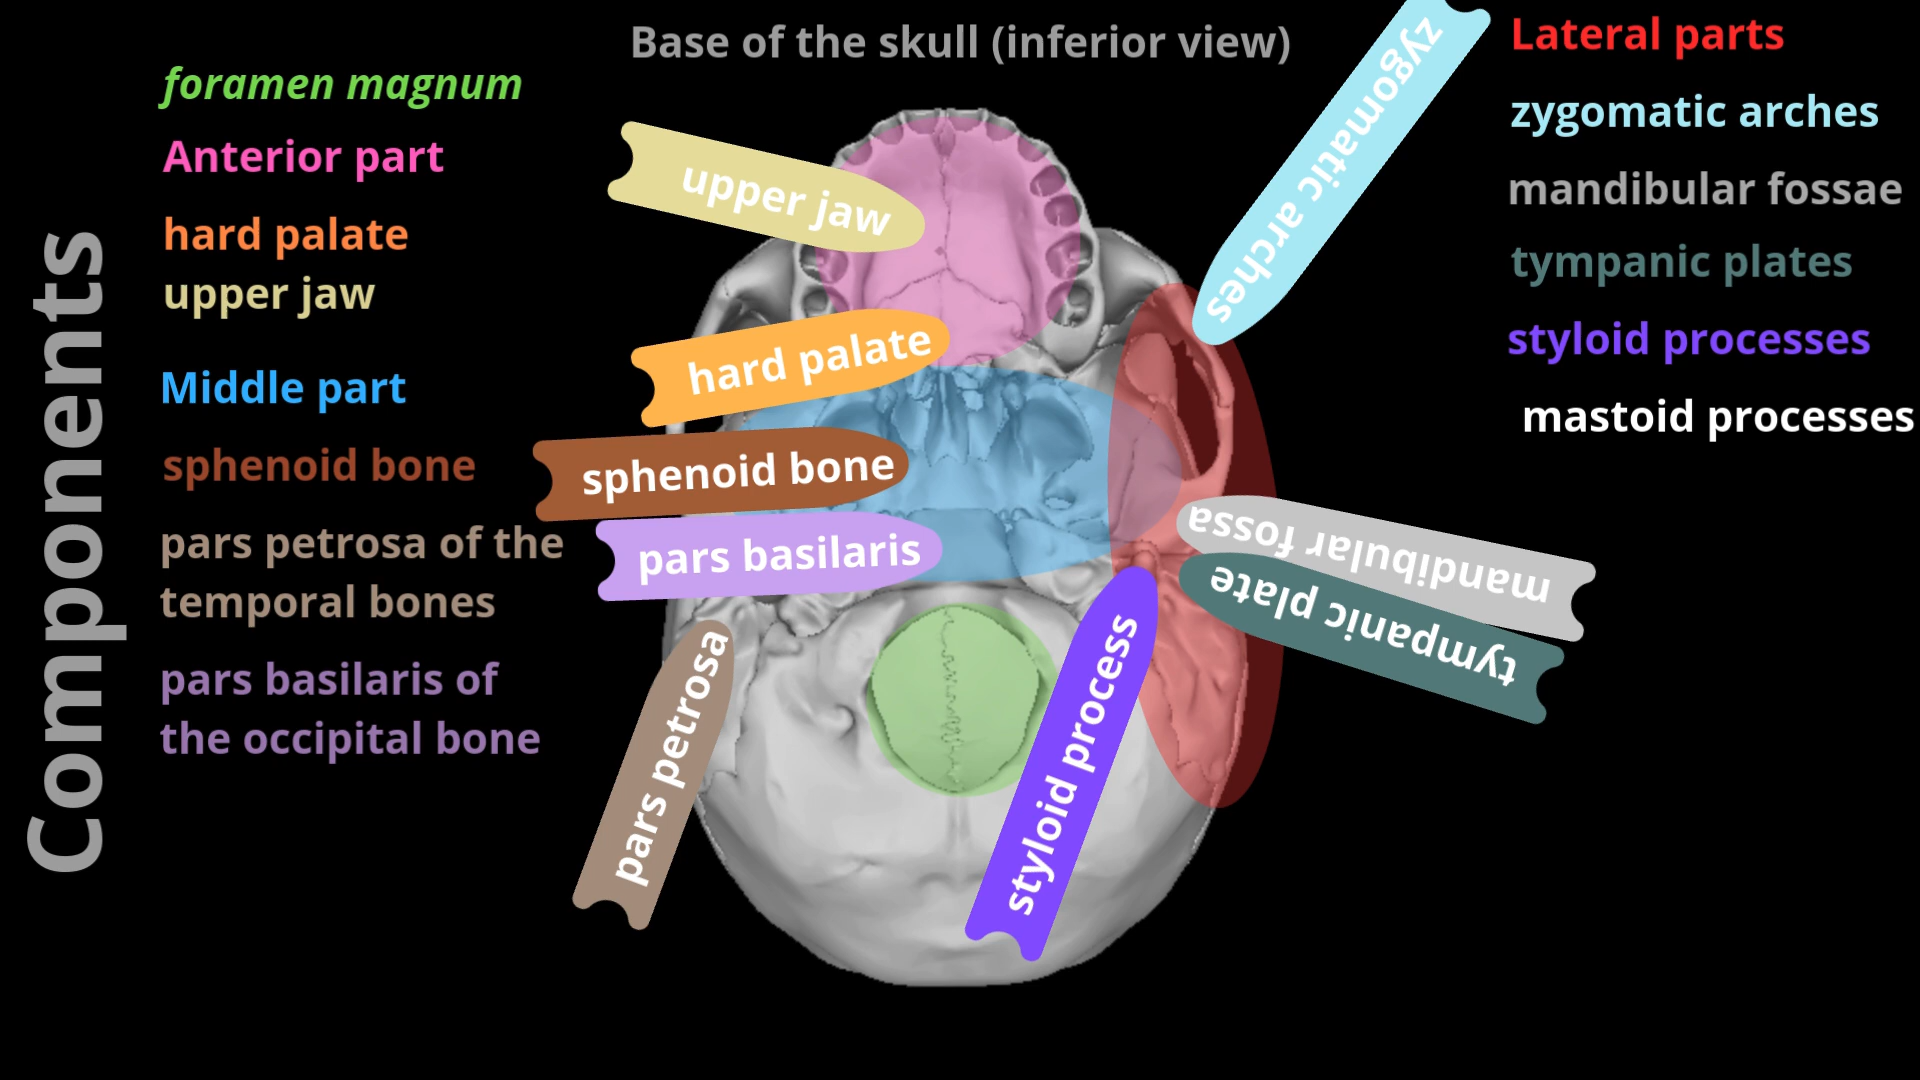 Base of the skull (inferior view)
Components
foramen magnum
Anterior part
hard palate
upper jaw
Middle part
sphenoid bone
pars petrosa of the
temporal bones
pars basilaris of
the occipital bone
upper jaw
hard palate
sphenoid bone
pars basilaris
pars petrosa
styloid process
zygomatic arches
mandibular fossa
tympanic plate
Lateral parts
zygomatic arches
mandibular fossae
tympanic plates
styloid processes
mastoid processes